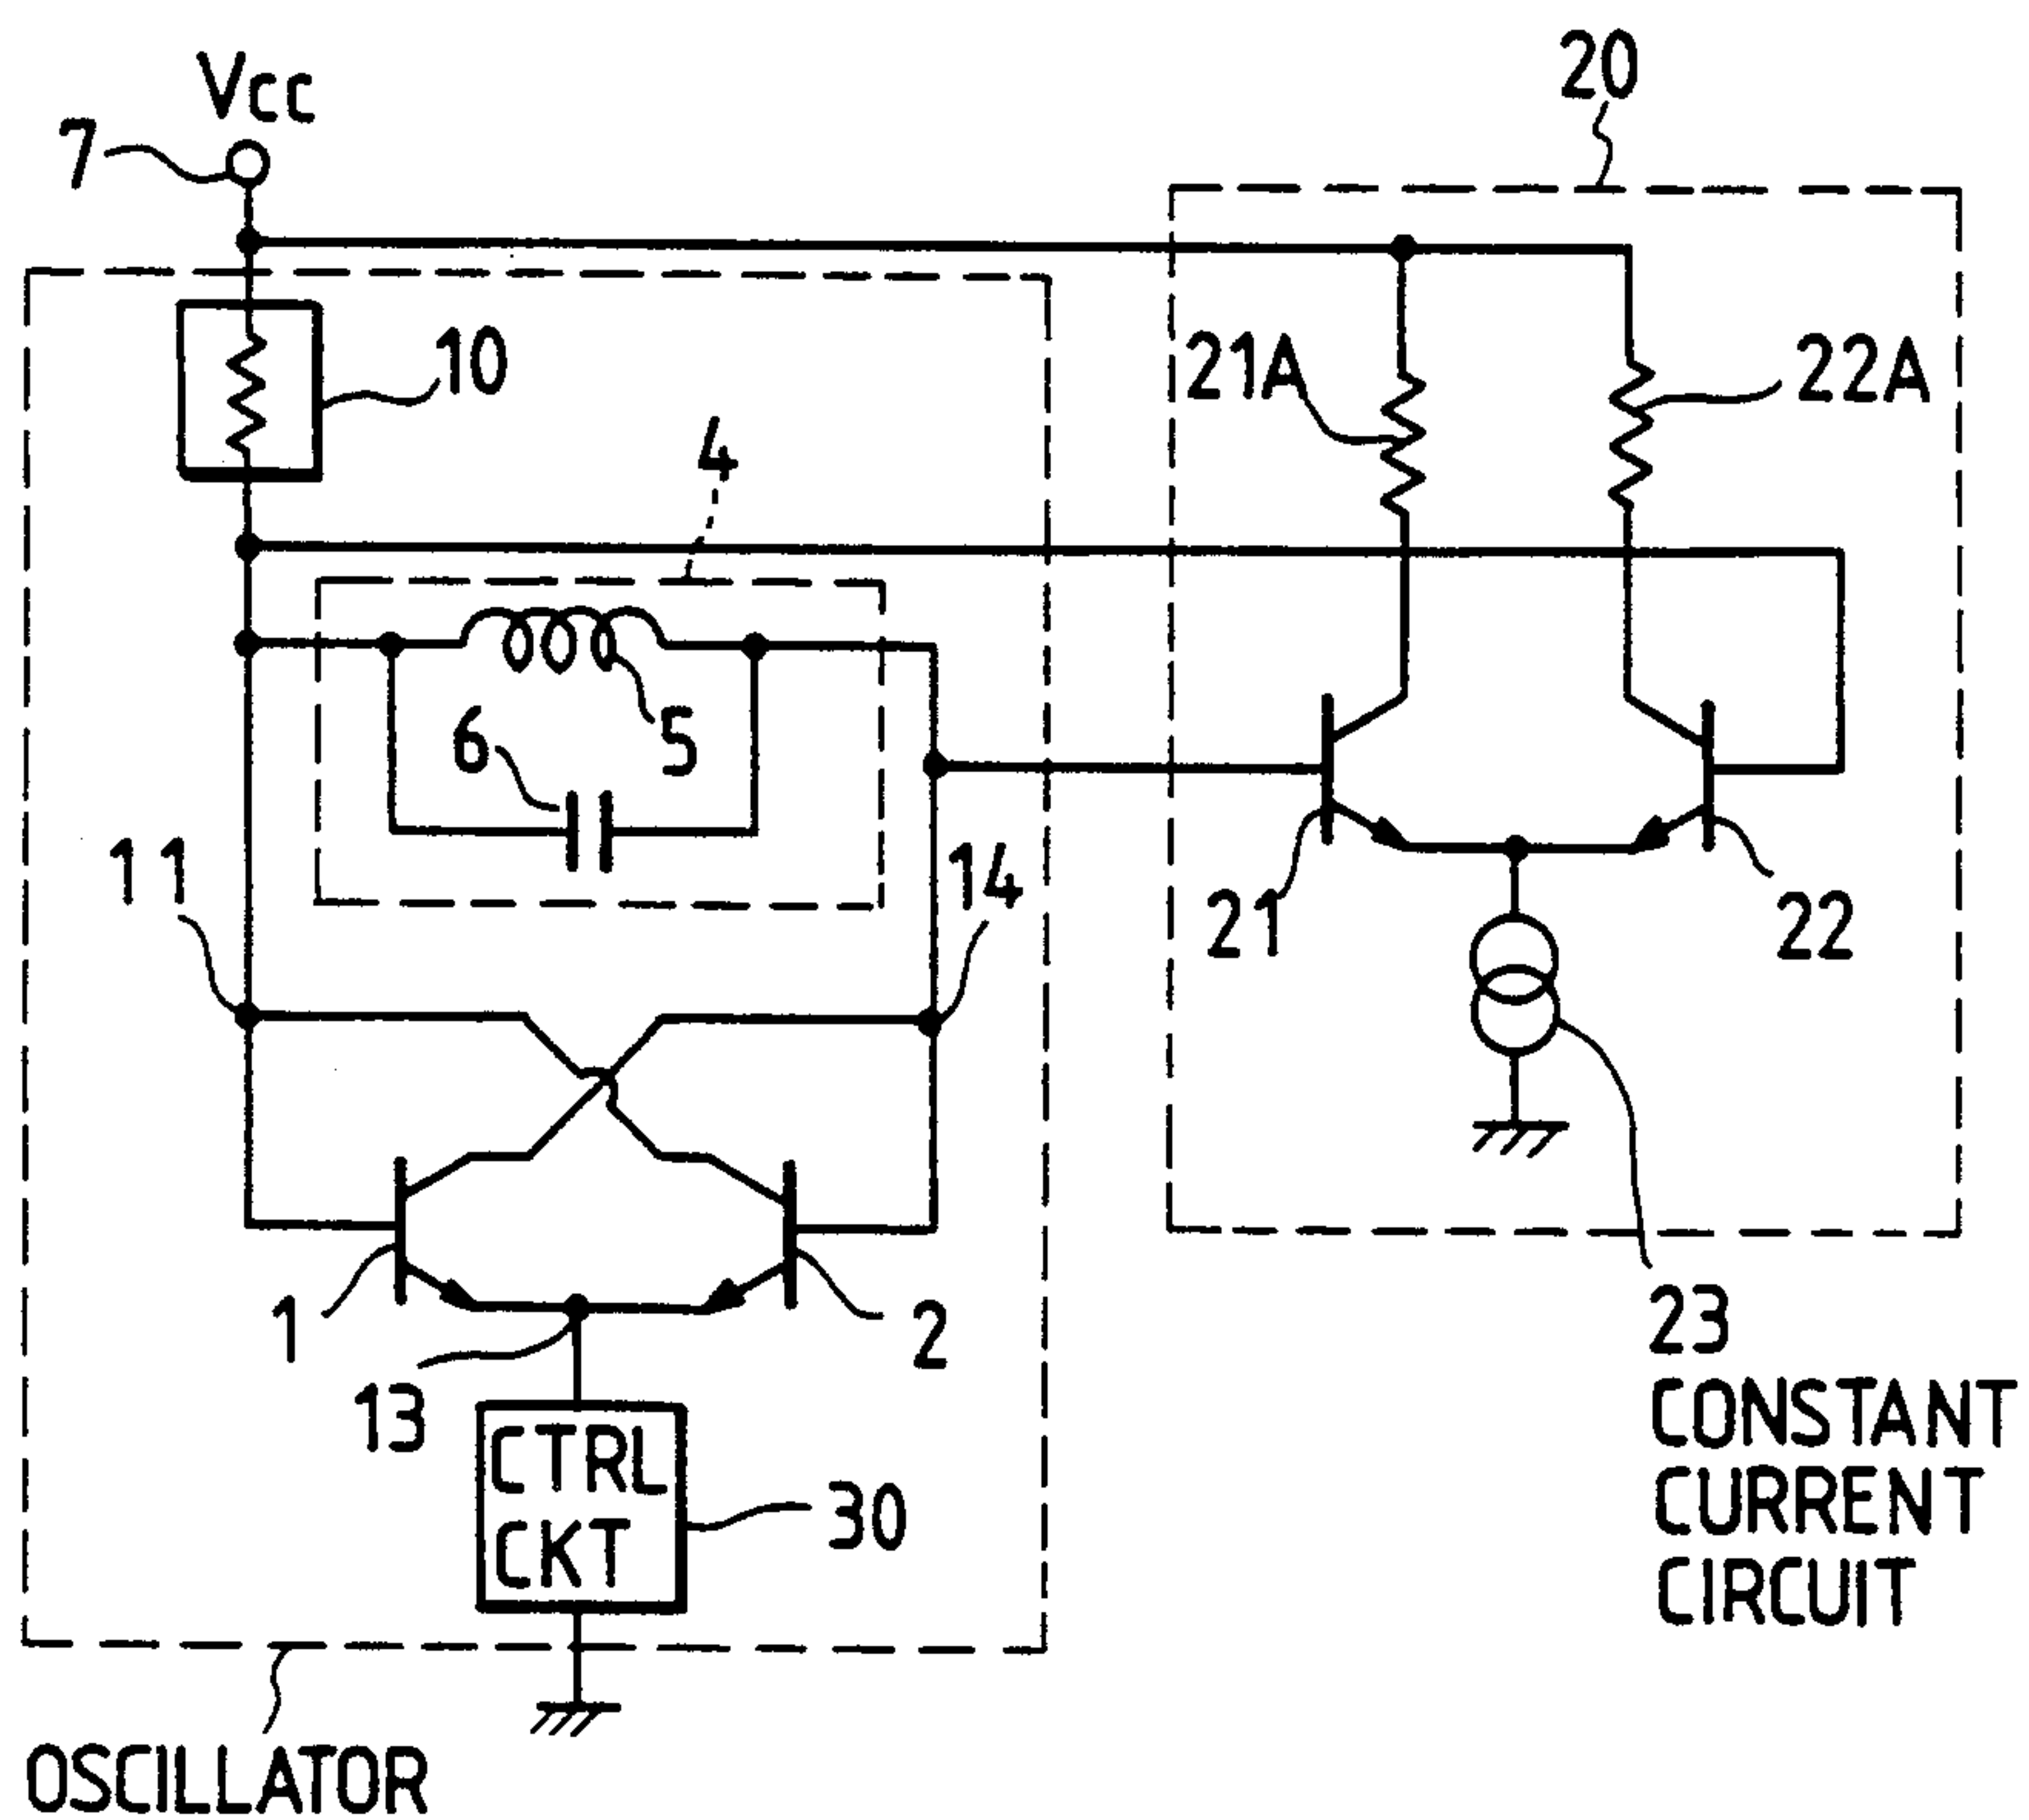 20
Vcc
7
10
21A
22A
4
6
5
11
14
21
22
1
2
23
CONSTANT
CURRENT
CIRCUIT
13
CTRL
CKT
30
OSCILLATOR